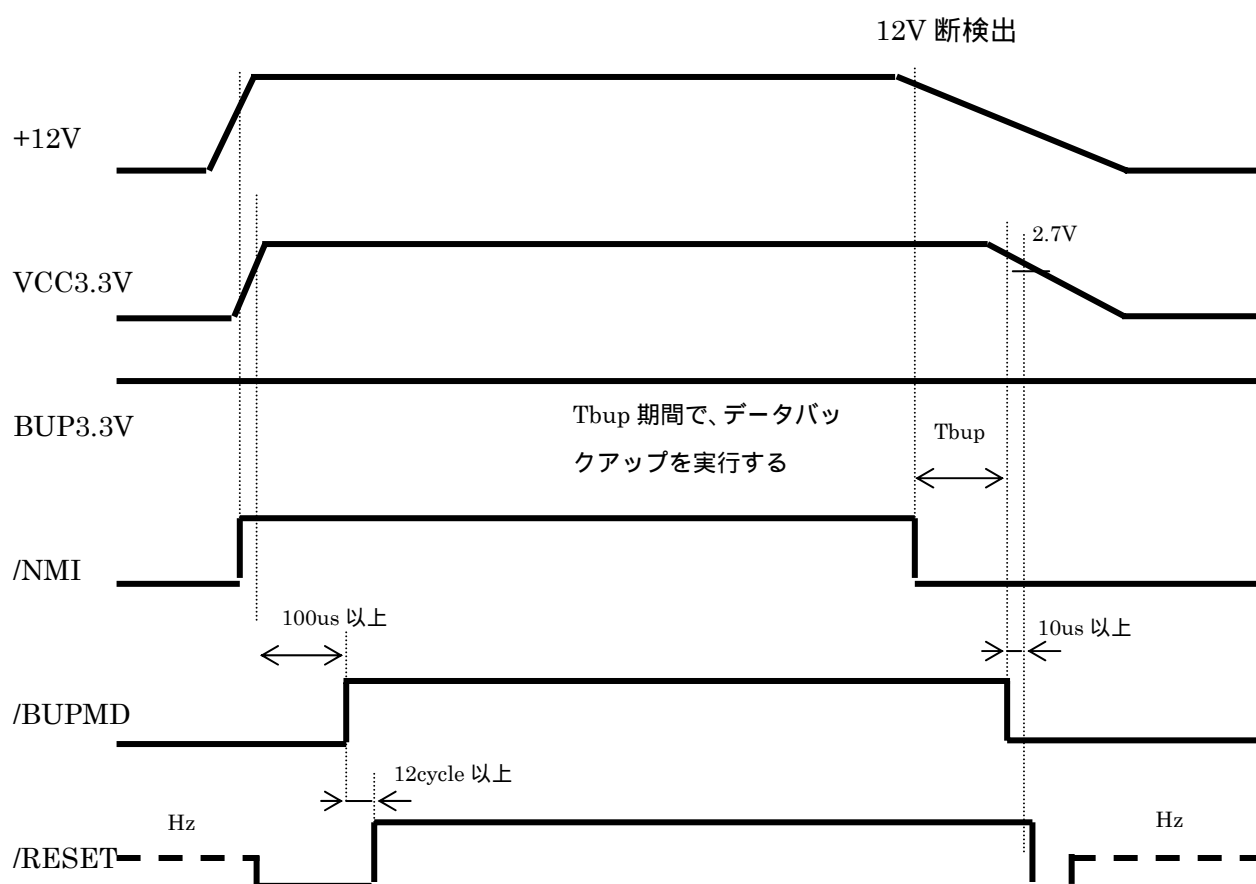 12V 断検出
+12V
2.7V
VCC3.3V
BUP3.3V
Tbup 期間で、データバッ
クアップを実行する
Tbup
/NMI
100us 以上
10us 以上
/BUPMD
12cycle 以上
Hz
Hz
/RESET